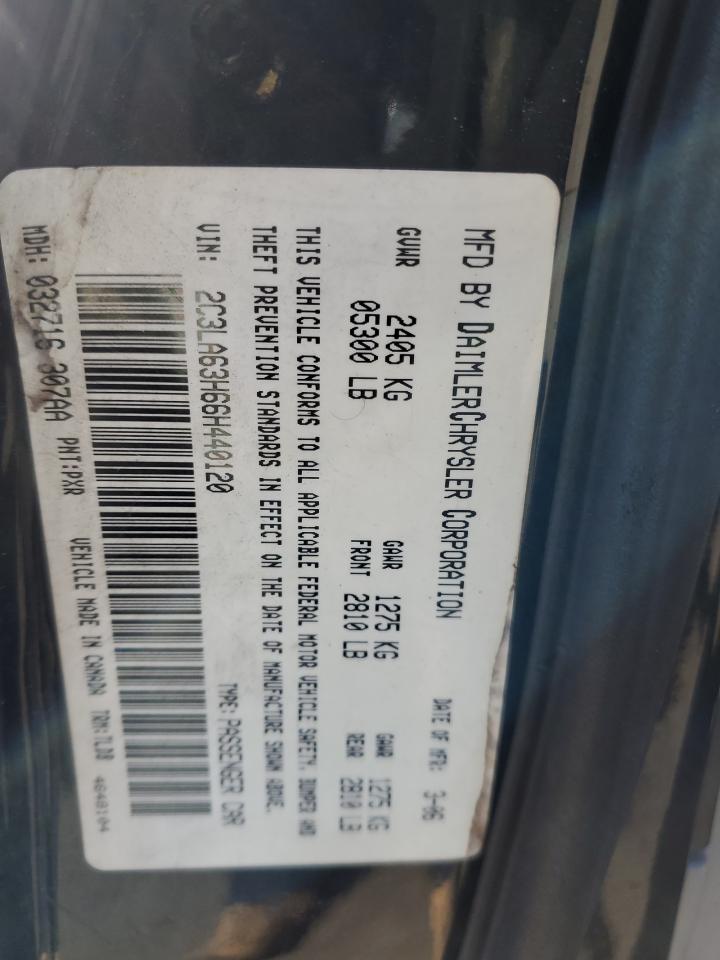 MFD BY DAIMLERCHRYSLER CORPORATION
DATE OF MFR: 3-06
GVWR 2405 KG
05300 LB
GAWR FRONT 1275 KG
2810 LB
GAWR REAR 1275 KG
2810 LB
THIS VEHICLE CONFORMS TO ALL APPLICABLE FEDERAL MOTOR VEHICLE SAFETY, BUMPER AND
THEFT PREVENTION STANDARDS IN EFFECT ON THE DATE OF MANUFACTURE SHOWN ABOVE.
VIN: 2C3LA63H66H440120
TYPE: PASSENGER CAR
MDH: 032716 307AA PNT:PXR VEHICLE MADE IN CANADA TRM:TLD8 4648104